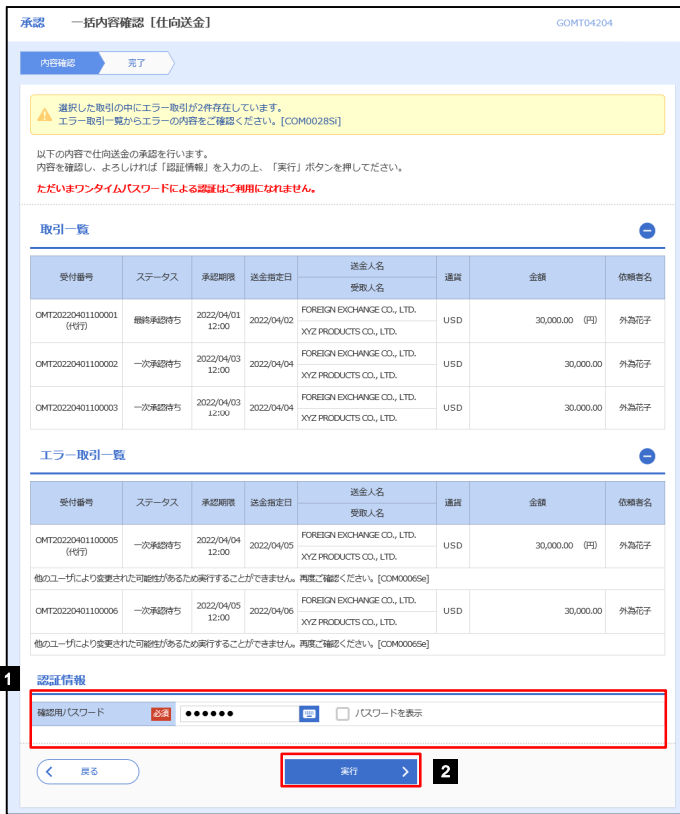 承認 一括内容確認［仕向送金］ GOMT04204
内容確認 完了
選択した取引の中にエラー取引が2件存在しています。
エラー取引一覧からエラーの内容をご確認ください。[COM0028Si]
以下の内容で仕向送金の承認を行います。
内容を確認し、よろしければ「認証情報」を入力の上、「実行」ボタンを押してださい。
ただいまワンタイムパスワードによる認証はご利用になれません。
取引一覧
受付番号 ステータス 承認期限 送金指定日 送金人名 通貨 金額 依頼者名
受取人名
OMT20220401100001 (代行) 最終承認待ち 2022/04/01 12:00 2022/04/02 FOREIGN EXCHANGE CO., LTD. USD 30,000.00 (円) 外為花子
XYZ PRODUCTS CO., LTD.
OMT20220401100002 一次承認待ち 2022/04/03 12:00 2022/04/04 FOREIGN EXCHANGE CO., LTD. USD 30,000.00 外為花子
XYZ PRODUCTS CO., LTD.
OMT20220401100003 一次承認待ち 2022/04/03 12:00 2022/04/04 FOREIGN EXCHANGE CO., LTD. USD 30,000.00 外為花子
XYZ PRODUCTS CO., LTD.
エラー取引一覧
受付番号 ステータス 承認期限 送金指定日 送金人名 通貨 金額 依頼者名
受取人名
OMT20220401100005 (代行) 一次承認待ち 2022/04/04 12:00 2022/04/05 FOREIGN EXCHANGE CO., LTD. USD 30,000.00 (円) 外為花子
XYZ PRODUCTS CO., LTD.
他のユーザにより変更された可能性があるため実行することができません。再度ご確認ください。[COM0006Se]
OMT20220401100006 一次承認待ち 2022/04/05 12:00 2022/04/06 FOREIGN EXCHANGE CO., LTD. USD 30,000.00 外為花子
XYZ PRODUCTS CO., LTD.
他のユーザにより変更された可能性があるため実行することができません。再度ご確認ください。[COM0006Se]
1 認証情報
確認用パスワード 必須 ●●●●●● パスワードを表示
戻る 実行 2